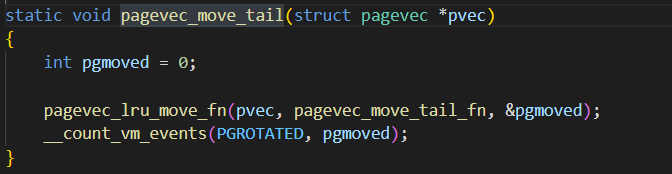 static void pagevec_move_tail(struct pagevec *pvec)
{
    int pgmoved = 0;

    pagevec_lru_move_fn(pvec, pagevec_move_tail_fn, &pgmoved);
    __count_vm_events(PGROTATED, pgmoved);
}